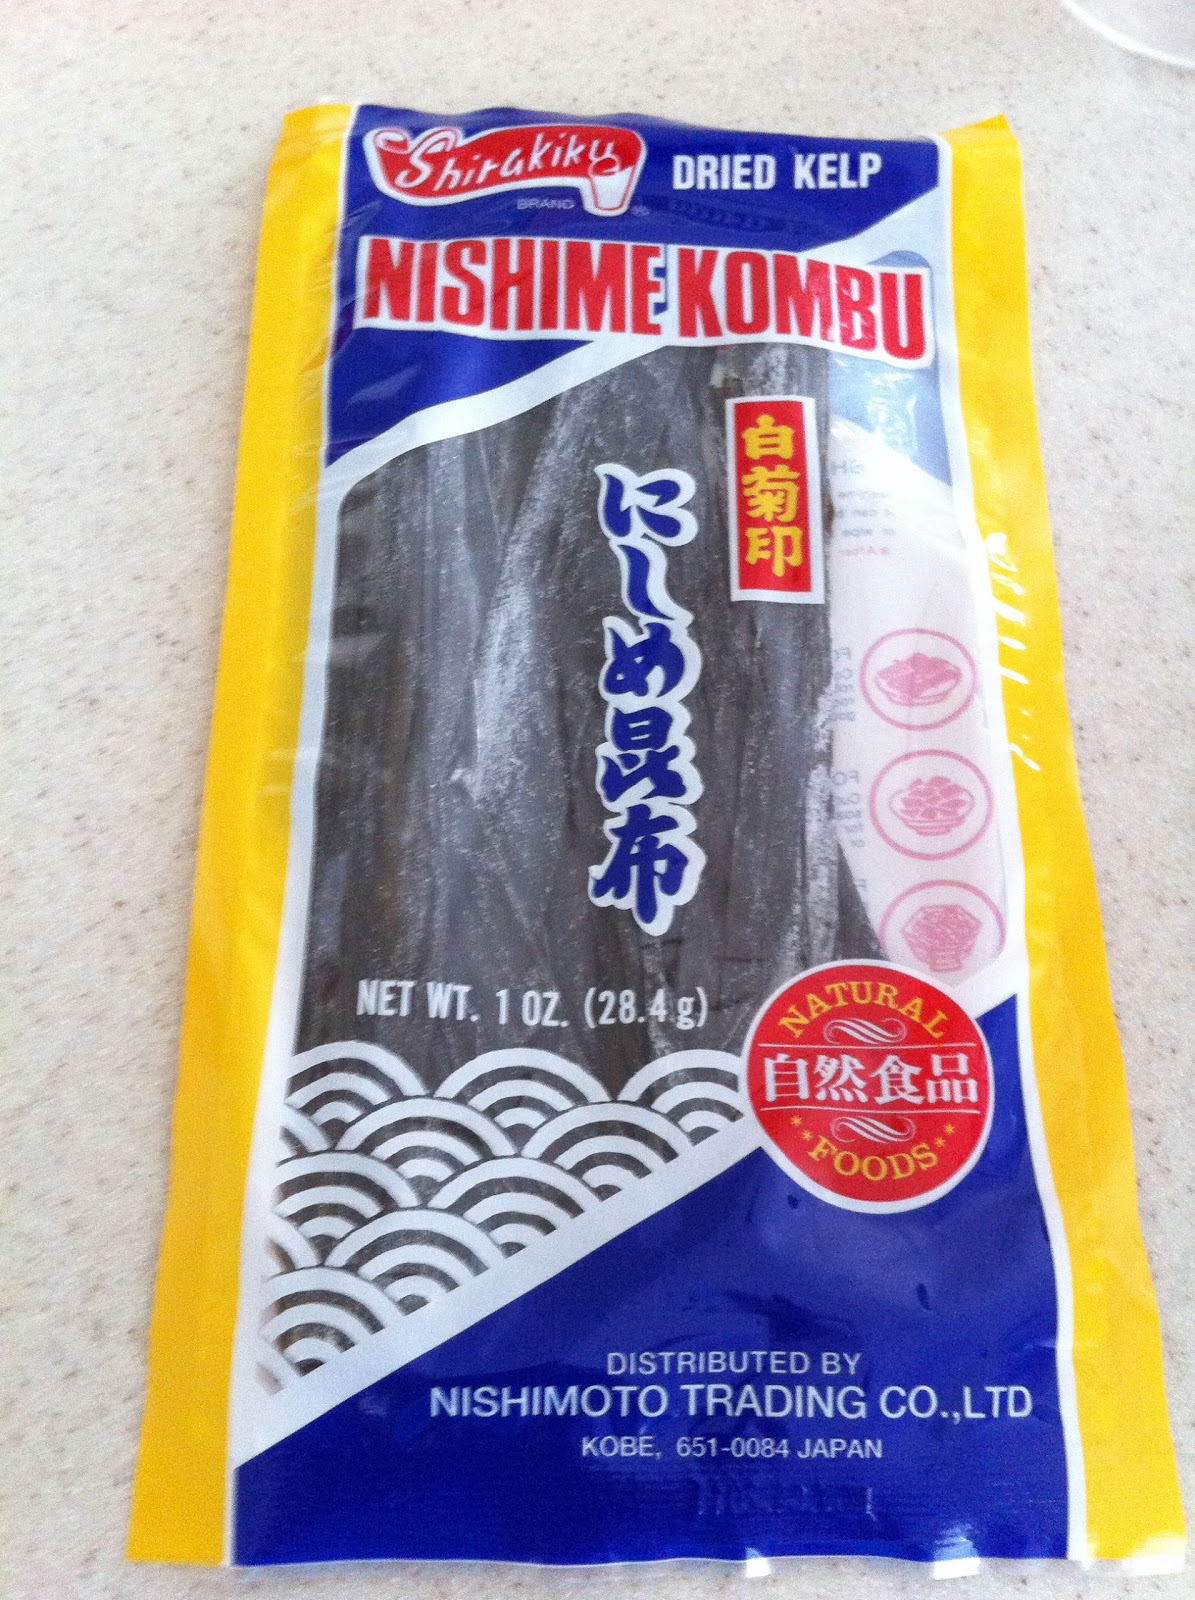 Shirakiku
BRAND
®
DRIED KELP
NISHIME KOMBU
白菊印
にしめ昆布
NET WT. 1 OZ. (28.4 g)
NATURAL
自然食品
FOODS
DISTRIBUTED BY
NISHIMOTO TRADING CO.,LTD
KOBE, 651-0084 JAPAN